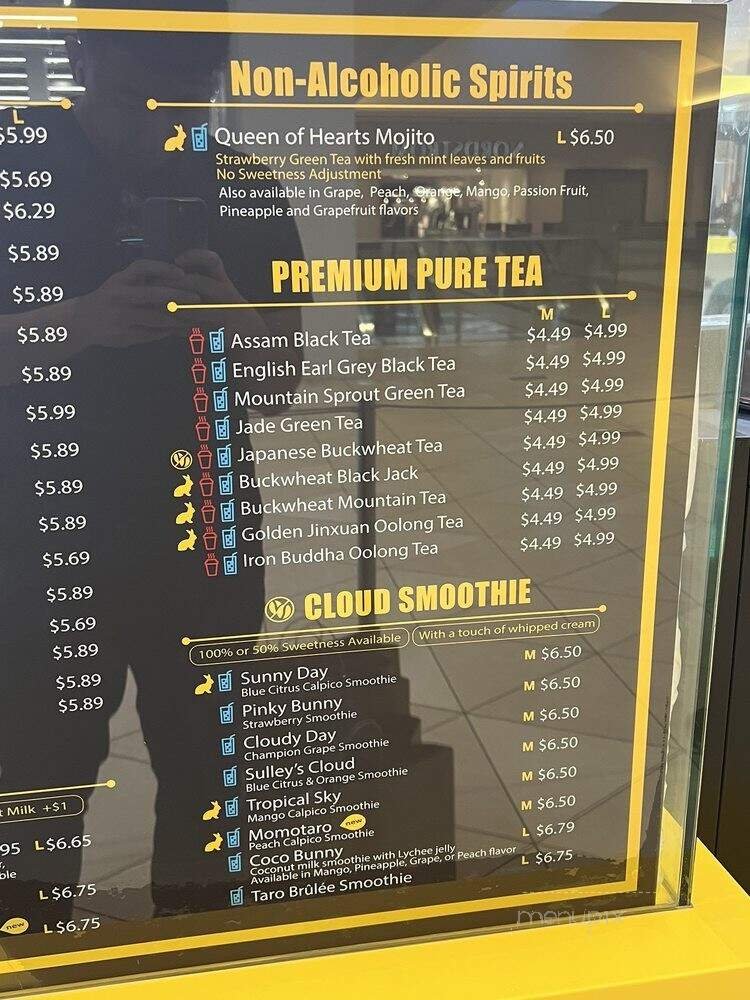 L
$5.99
$5.69
$6.29
$5.89
$5.89
$5.89
$5.89
$5.99
$5.89
$5.89
$5.89
$5.69
$5.89
$5.69
$5.89
$5.89
$5.89
Milk +$1
95 L $6.65
L $6.75
new L $6.75
Non-Alcoholic Spirits
Queen of Hearts Mojito L $6.50
Strawberry Green Tea with fresh mint leaves and fruits
No Sweetness Adjustment
Also available in Grape, Peach, Orange, Mango, Passion Fruit,
Pineapple and Grapefruit flavors
PREMIUM PURE TEA
M L
Assam Black Tea $4.49 $4.99
English Earl Grey Black Tea $4.49 $4.99
Mountain Sprout Green Tea $4.49 $4.99
Jade Green Tea $4.49 $4.99
Japanese Buckwheat Tea $4.49 $4.99
Buckwheat Black Jack $4.49 $4.99
Buckwheat Mountain Tea $4.49 $4.99
Golden Jinxuan Oolong Tea $4.49 $4.99
Iron Buddha Oolong Tea $4.49 $4.99
CLOUD SMOOTHIE
100% or 50% Sweetness Available With a touch of whipped cream
Sunny Day M $6.50
Blue Citrus Calpico Smoothie
Pinky Bunny M $6.50
Strawberry Smoothie
Cloudy Day M $6.50
Champion Grape Smoothie
Sulley's Cloud M $6.50
Blue Citrus & Orange Smoothie
Tropical Sky M $6.50
Mango Calpico Smoothie
Momotaro new M $6.50
Peach Calpico Smoothie
Coco Bunny L $6.79
Coconut milk smoothie with Lychee jelly
Available in Mango, Pineapple, Grape, or Peach flavor
Taro Brûlée Smoothie L $6.75
menupix